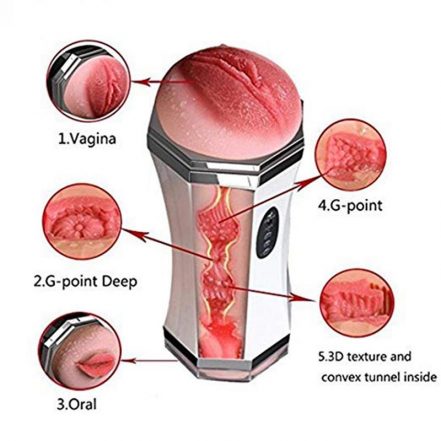 1.Vagina
4.G-point
2.G-point Deep
5.3D texture and
convex tunnel inside
3.Oral